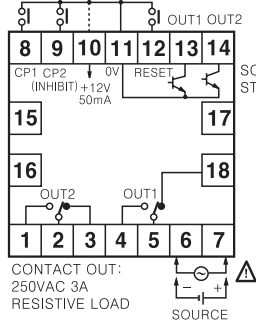 OUT1 OUT2
8 9 10 11 12 13 14
CP1 CP2 0V RESET
(INHIBIT) +12V
50mA
SO
ST
15 17
16 18
OUT2 OUT1
1 2 3 4 5 6 7
CONTACT OUT:
250VAC 3A
RESISTIVE LOAD
- +
SOURCE